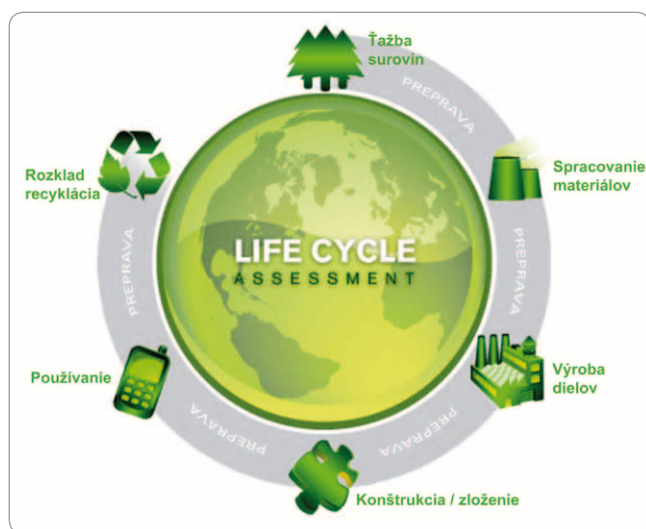 Ťažba
surovín
PREPRAVA
Spracovanie
materiálov
PREPRAVA
Výroba
dielov
PREPRAVA
Konštrukcia / zloženie
PREPRAVA
Používanie
PREPRAVA
Rozklad
recyklácia
LIFE CYCLE
ASSESSMENT